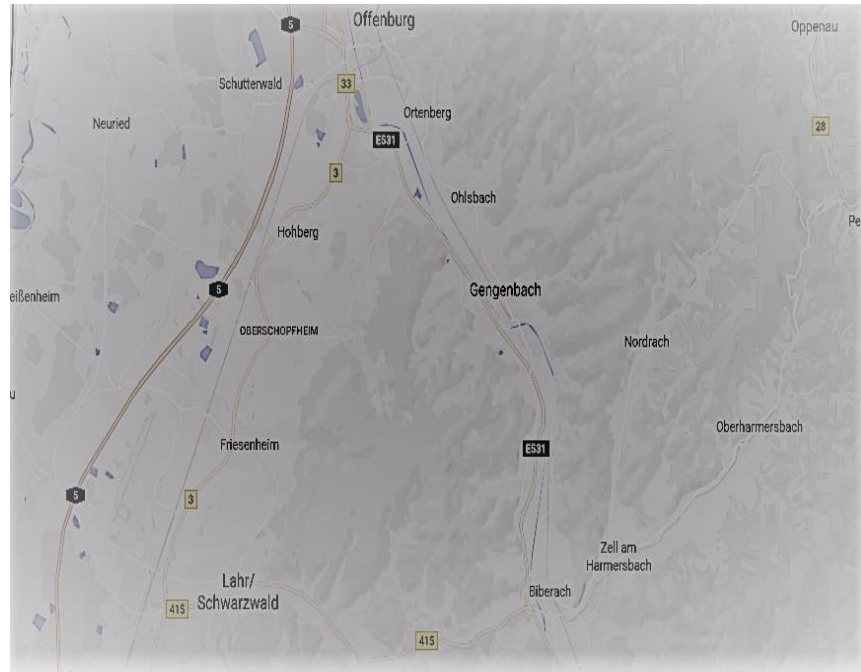 Offenburg
Oppenau
5
Schutterwald
33
Neuried
Ortenberg
28
E531
3
Ohlsbach
Pe
Hohberg
Gengenbach
5
eißenheim
OBERSCHOPFHEIM
Nordrach
u
Oberharmersbach
Friesenheim
E531
5
3
Zell am
Harmersbach
Lahr/
Schwarzwald
Biberach
415
415